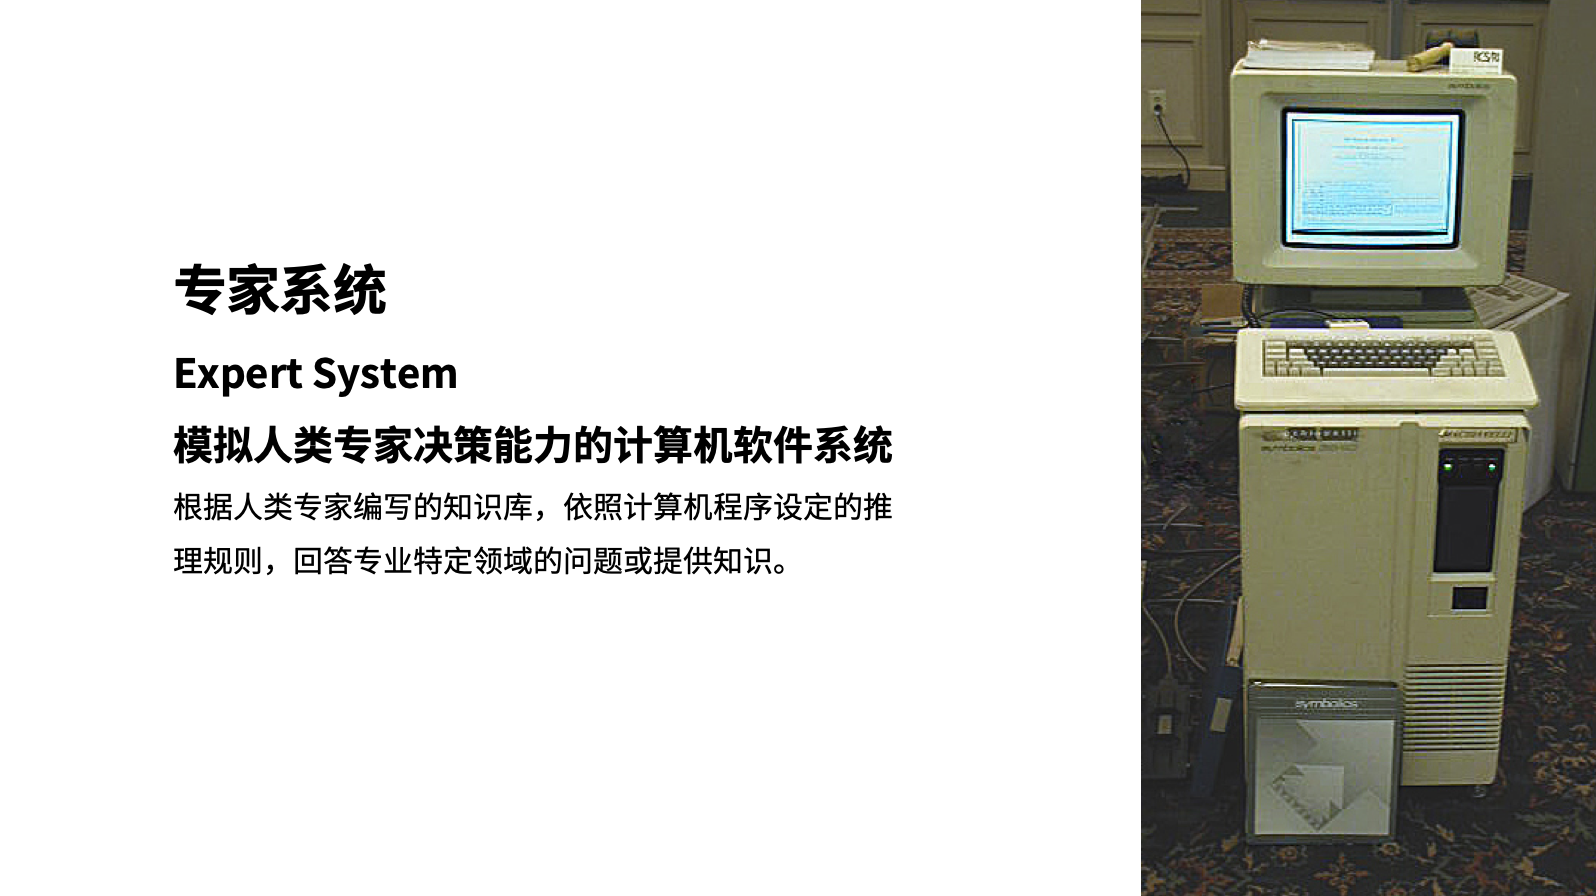 专家系统
Expert System
模拟人类专家决策能力的计算机软件系统
根据人类专家编写的知识库，依照计算机程序设定的推
理规则，回答专业特定领域的问题或提供知识。
symbolics
symbolics
symbolics